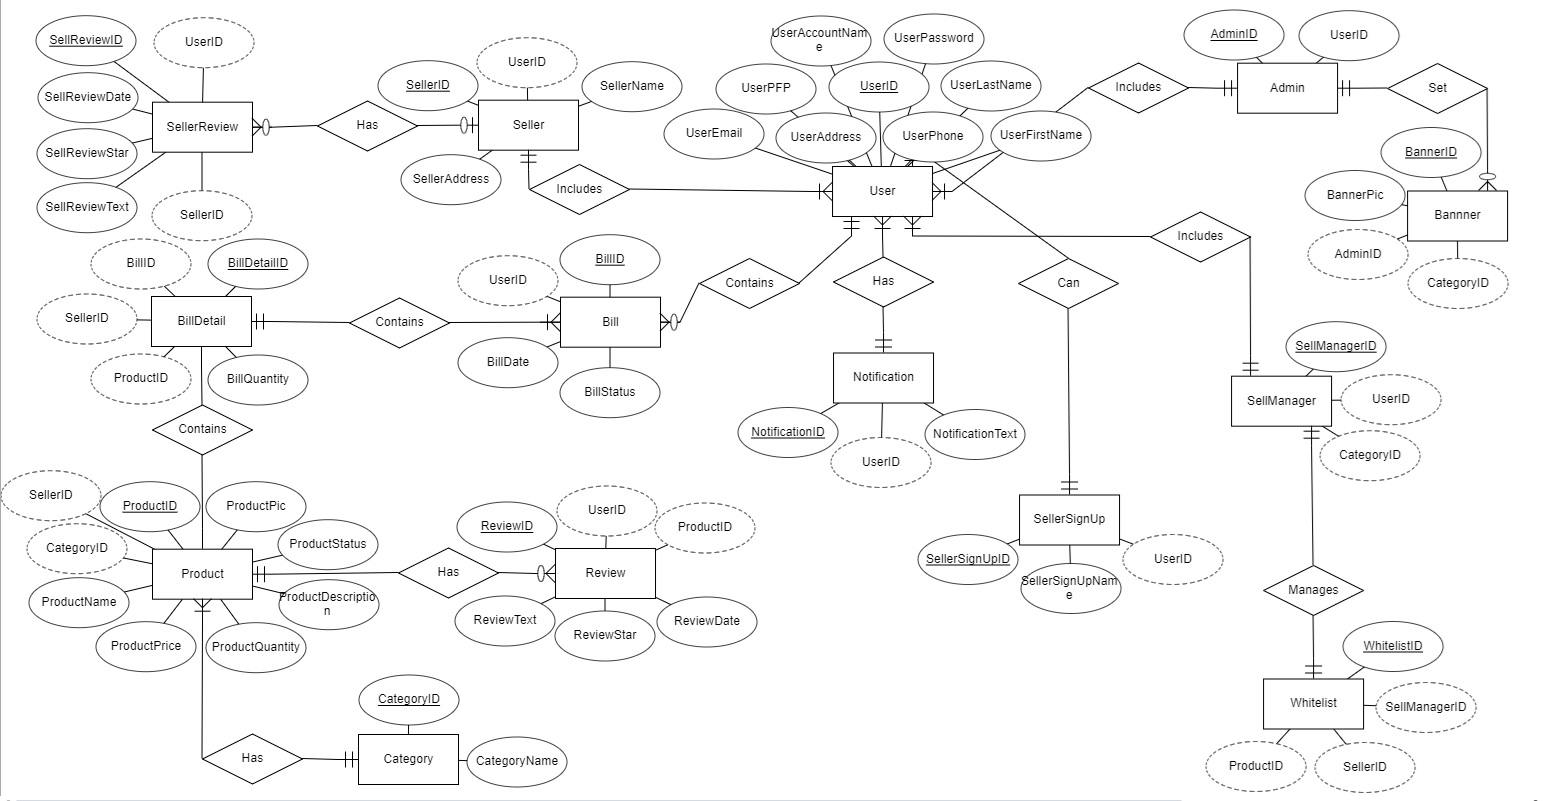 SellReviewID
UserID
SellReviewDate
SellReviewStar
SellReviewText
SellerReview
SellerID
Has
SellerID
UserID
SellerName
Seller
SellerAddress
Includes
UserAccountNam
e
UserPassword
UserPFP
UserID
UserLastName
UserEmail
UserAddress
UserPhone
UserFirstName
User
Includes
AdminID
UserID
Admin
Set
BannerID
BannerPic
Bannner
AdminID
CategoryID
BillID
BillDetailID
SellerID
BillDetail
ProductID
BillQuantity
Contains
UserID
BillID
Bill
BillDate
BillStatus
Contains
Has
Can
Includes
Notification
NotificationID
UserID
NotificationText
SellManagerID
SellManager
UserID
CategoryID
Contains
SellerID
ProductID
ProductPic
CategoryID
ProductStatus
Product
ProductName
ProductDescriptio
n
ProductPrice
ProductQuantity
Has
ReviewID
UserID
ProductID
Review
ReviewText
ReviewStar
ReviewDate
SellerSignUp
SellerSignUpID
SellerSignUpNam
e
UserID
Manages
WhitelistID
Whitelist
SellManagerID
ProductID
SellerID
Has
CategoryID
Category
CategoryName